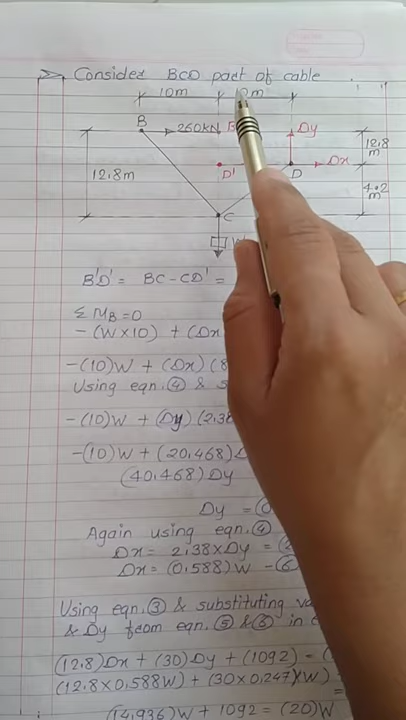 Consider BCD part of cable
10m
m
B
260kN
B
Dy
12.8
m
12.8m
D'
D
Dx
4.2
m
C
W
B'D' = BC - CD' =
Σ MB = 0
- (W×10) + (Dx
- (10)W + (Dx)(8
Using eqn. ④ &
- (10)W + (Dy)(2.38
- (10)W + (20.468)
(40.468) Dy
Dy =
Again using eqn. ④
Dx = 2.38×Dy =
Dx = (0.588)W - ⑥
Using eqn. ③ & substituting
& Dy from eqn. ⑤ & ⑥ in
(12.8)Dx + (30)Dy + (1092) =
(12.8×0.588W) + (30×0.247)(W)
=
(14.936)W + 1092 = (20)W